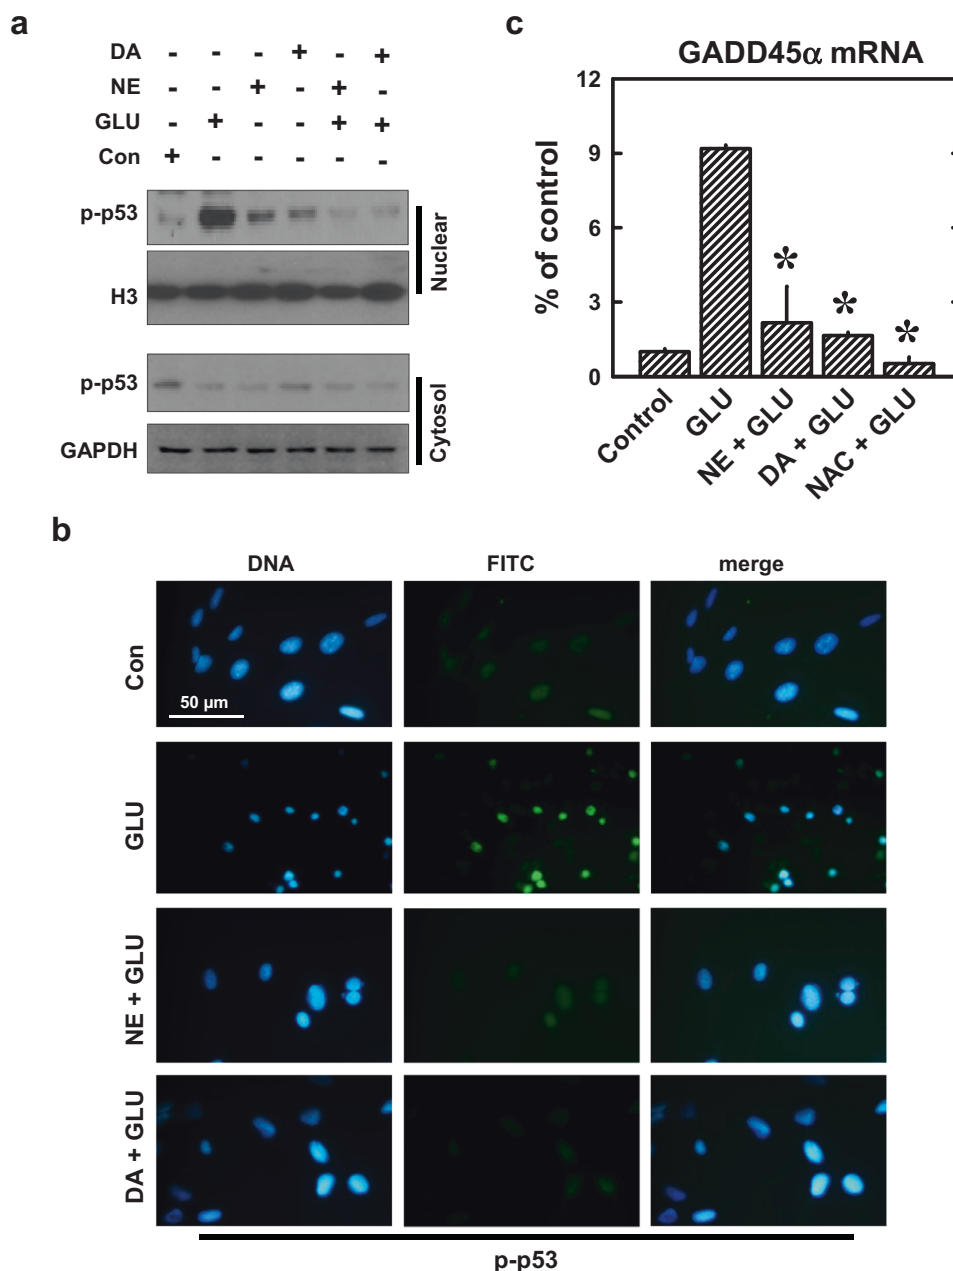 a
DA - - - + - +
NE - - + - + -
GLU - + - - + +
Con + - - - - -
p-p53
H3
Nuclear
p-p53
GAPDH
Cytosol
c
GADD45α mRNA
% of control
12
9
6
3
0
*
*
*
Control
GLU
NE + GLU
DA + GLU
NAC + GLU
b
DNA FITC merge
Con
50 µm
GLU
NE + GLU
DA + GLU
p-p53